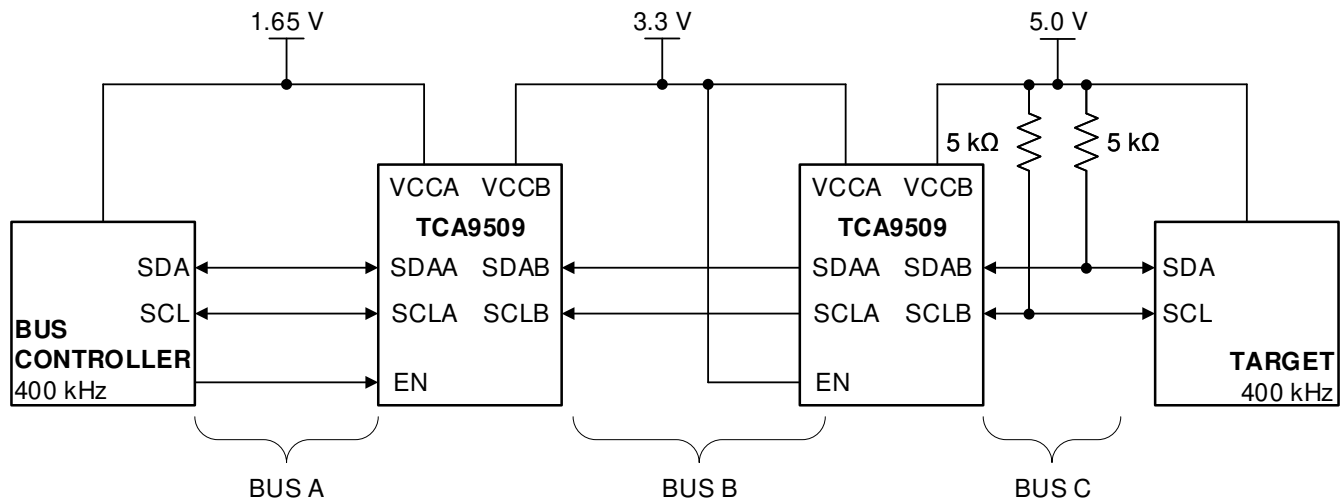 1.65 V
3.3 V
5.0 V
5 kΩ
5 kΩ
VCCA VCCB
TCA9509
SDAA SDAB
SCLA SCLB
EN
VCCA VCCB
TCA9509
SDAA SDAB
SCLA SCLB
EN
SDA
SCL
BUS
CONTROLLER
400 kHz
SDA
SCL
TARGET
400 kHz
BUS A
BUS B
BUS C